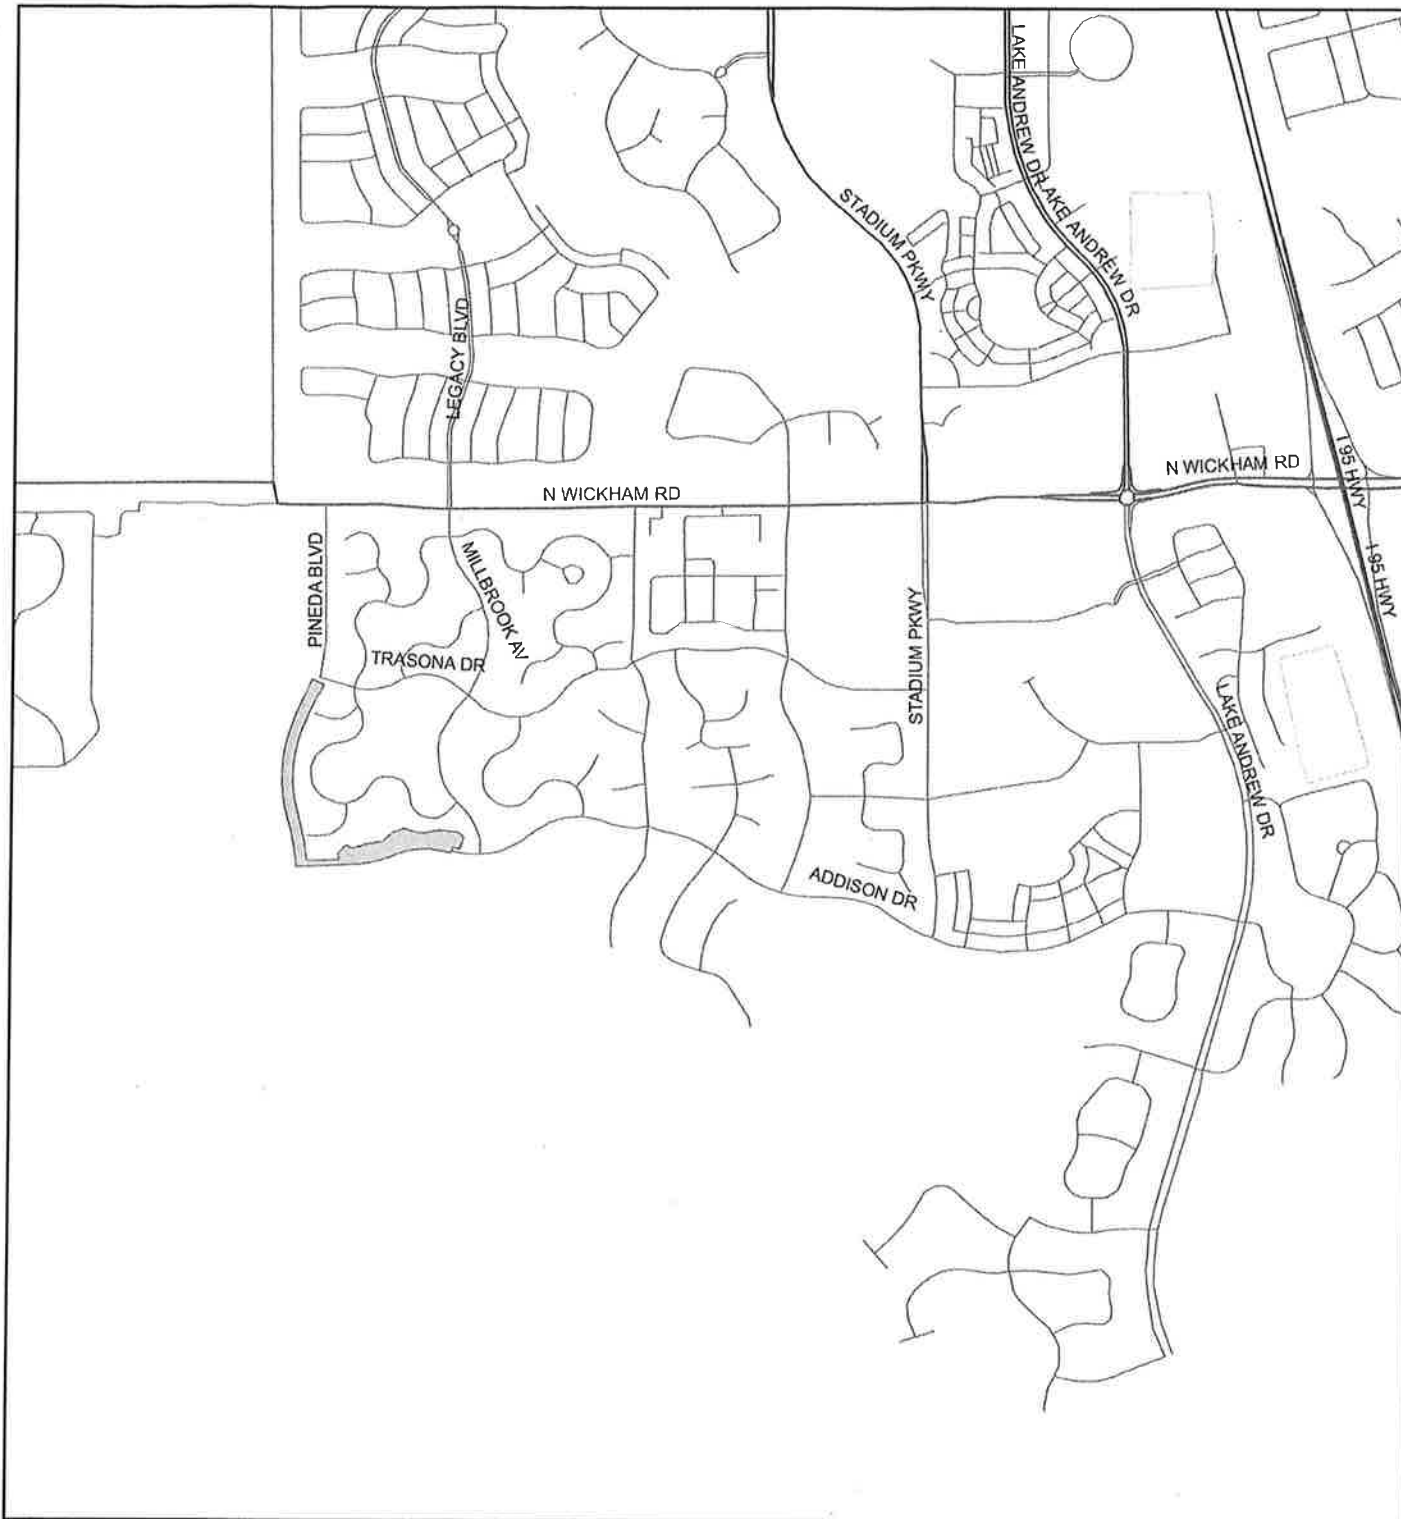 LAKE ANDREW DR
LAKE ANDREW DR
STADIUM PKWY
LEGACY BLVD
N WICKHAM RD
N WICKHAM RD
I 95 HWY
I 95 HWY
PINEDA BLVD
MILLBROOK AV
TRASONA DR
STADIUM PKWY
LAKE ANDREW DR
ADDISON DR